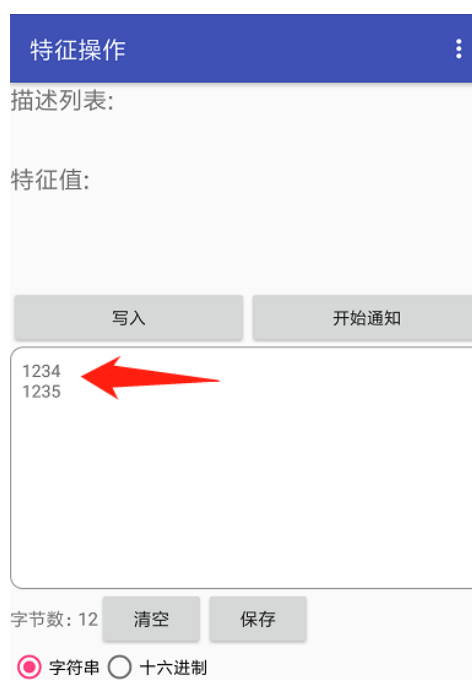 特征操作
描述列表:
特征值:
写入 开始通知
1234
1235
字节数: 12 清空 保存
字符串 十六进制